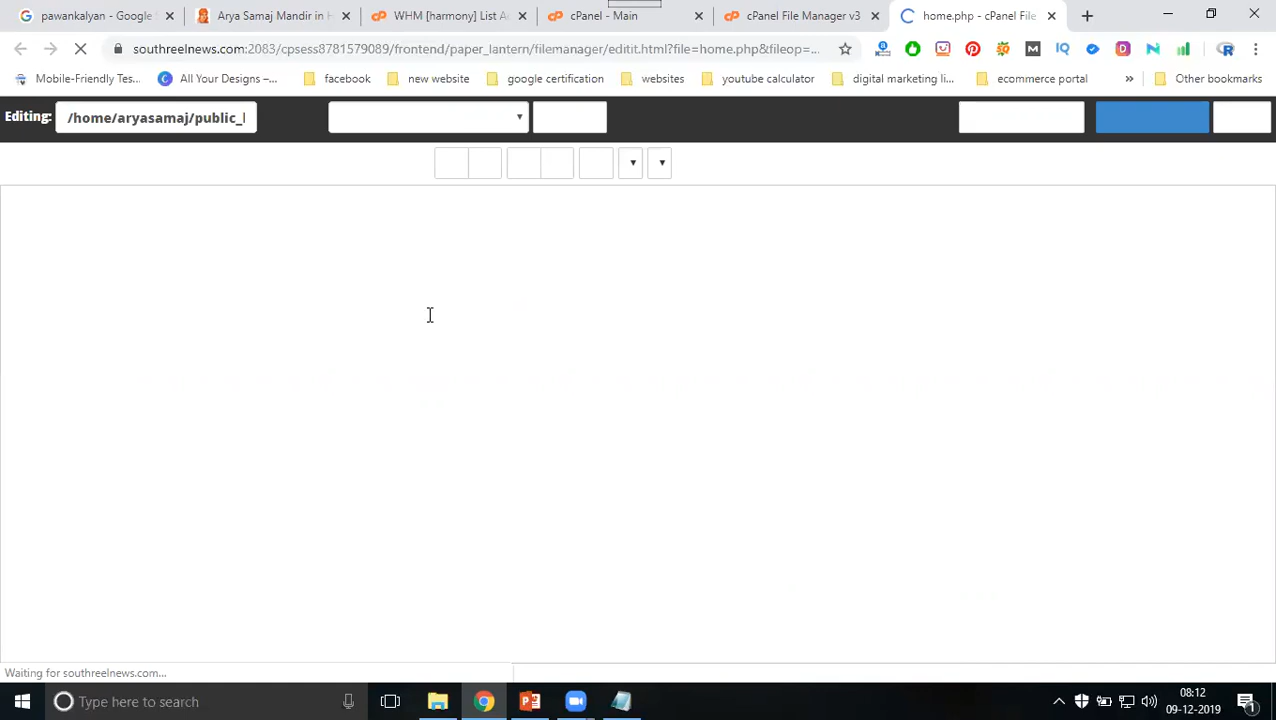 pawankalyan - Google
Arya Samaj Mandir in H
WHM [harmony] List Ac
cPanel - Main
cPanel File Manager v3
home.php - cPanel File
southreelnews.com:2083/cpsess8781579089/frontend/paper_lantern/filemanager/editit.html?file=home.php&fileop=...
Mobile-Friendly Tes...
All Your Designs –...
facebook
new website
google certification
websites
youtube calculator
digital marketing li...
ecommerce portal
»
Other bookmarks
Editing:
/home/aryasamaj/public_l
Waiting for southreelnews.com...
Type here to search
08:12
09-12-2019